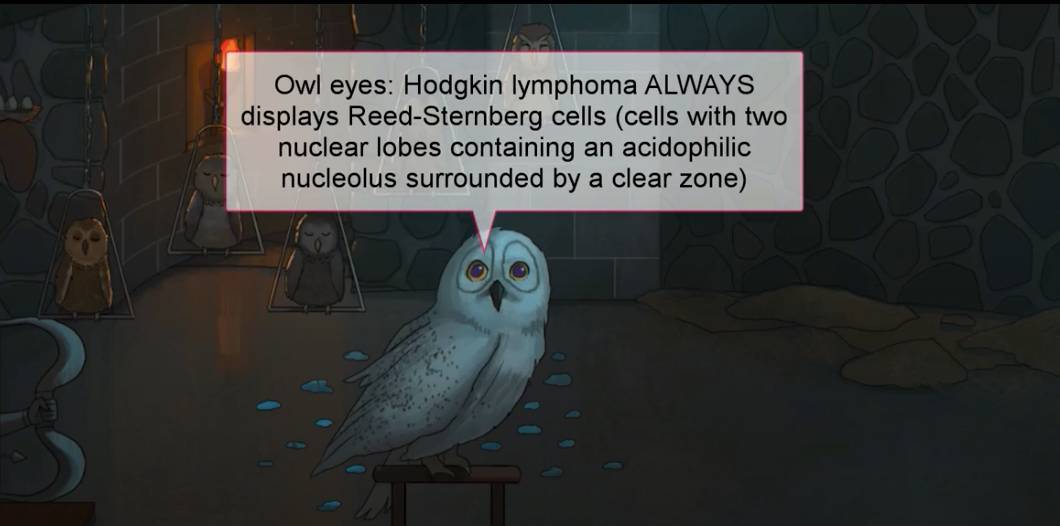 Owl eyes: Hodgkin lymphoma ALWAYS
displays Reed-Sternberg cells (cells with two
nuclear lobes containing an acidophilic
nucleolus surrounded by a clear zone)